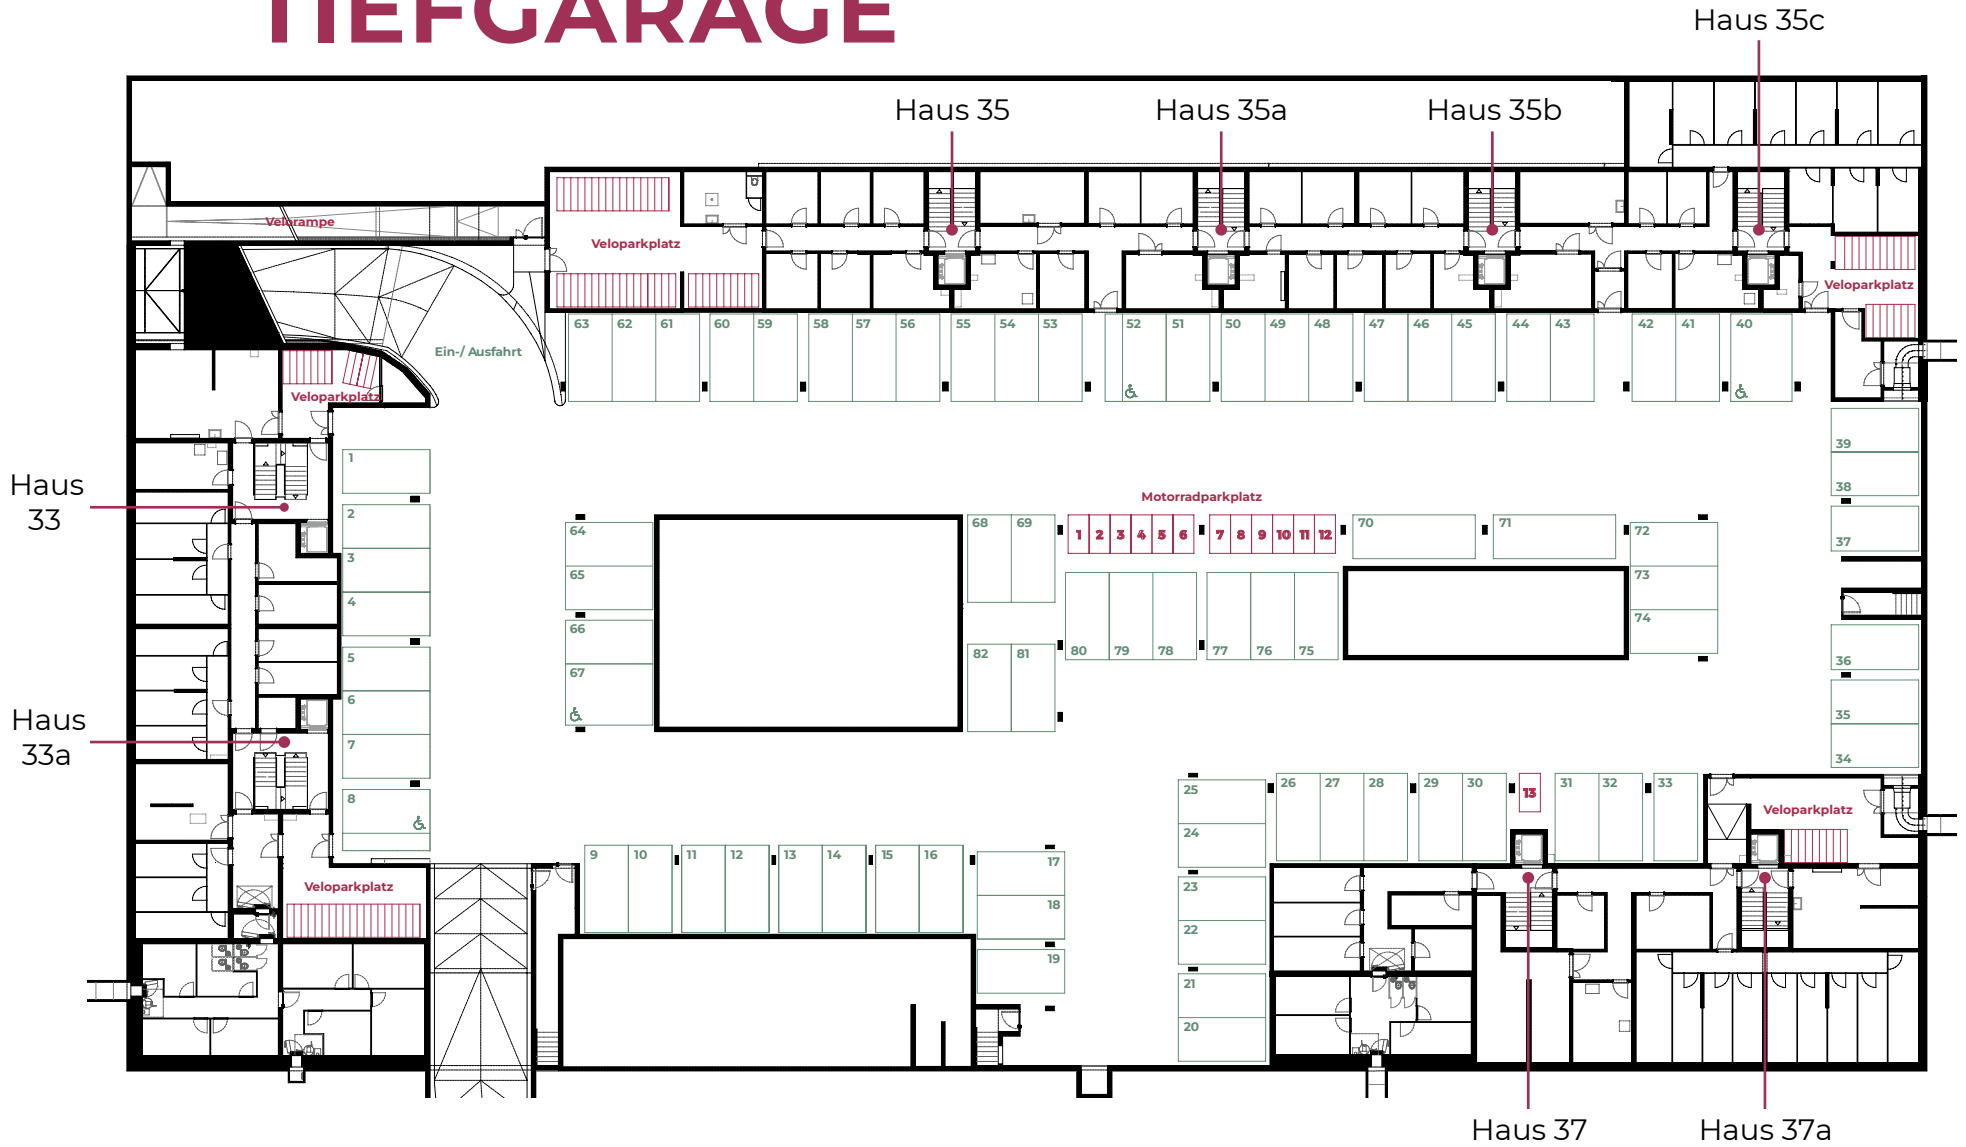 TIEFGARAGE
Haus 35c
Haus 35
Haus 35a
Haus 35b
Velorampe
Veloparkplatz
Veloparkplatz
Ein-/ Ausfahrt
63 62 61 60 59 58 57 56 55 54 53 52 51 50 49 48 47 46 45 44 43 42 41 40
Veloparkplatz
39
38
37
36
35
34
Haus
33
Haus
33a
1
2
3
4
5
6
7
8
Motorradparkplatz
64
65
66
67
68 69
1 2 3 4 5 6 7 8 9 10 11 12
70 71
72
73
74
80 79 78 77 76 75
82 81
25
24
23
22
21
20
26 27 28 29 30 13 31 32 33
Veloparkplatz
9 10 11 12 13 14 15 16
17
18
19
Veloparkplatz
Haus 37
Haus 37a